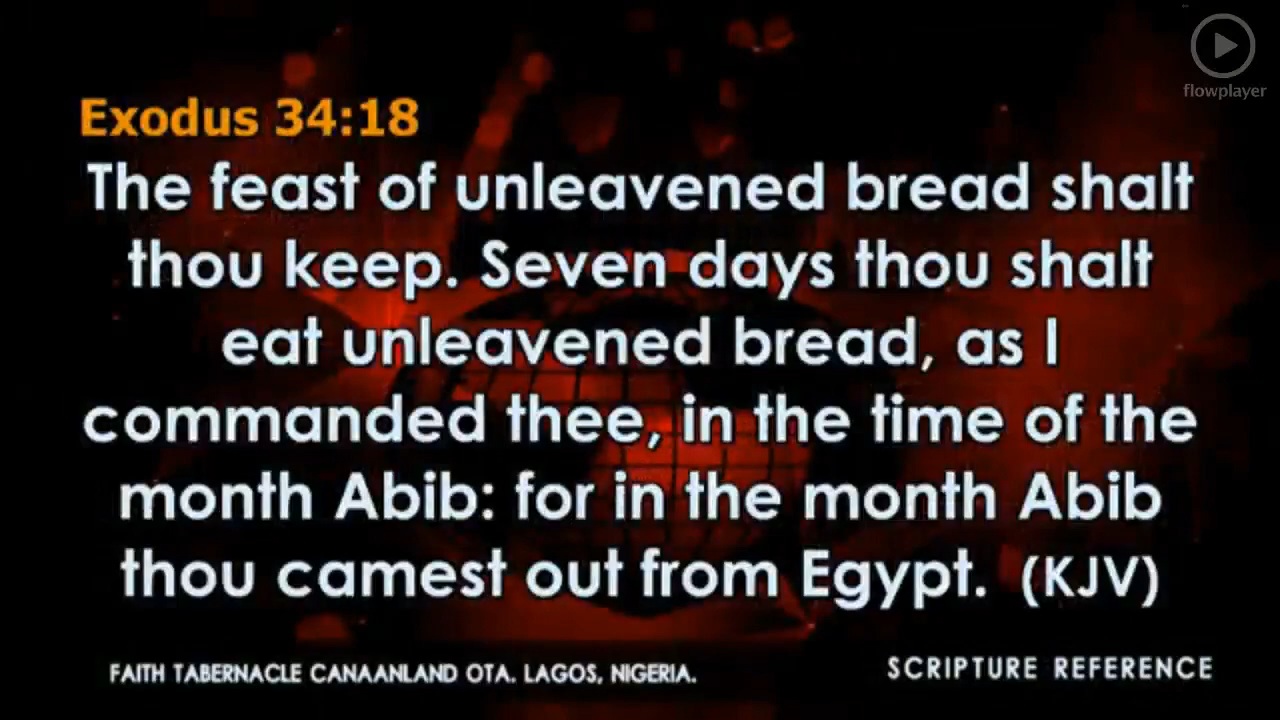 flowplayer
Exodus 34:18
The feast of unleavened bread shalt
thou keep. Seven days thou shalt
eat unleavened bread, as I
commanded thee, in the time of the
month Abib: for in the month Abib
thou camest out from Egypt. (KJV)
FAITH TABERNACLE CANAANLAND OTA. LAGOS, NIGERIA.
SCRIPTURE REFERENCE